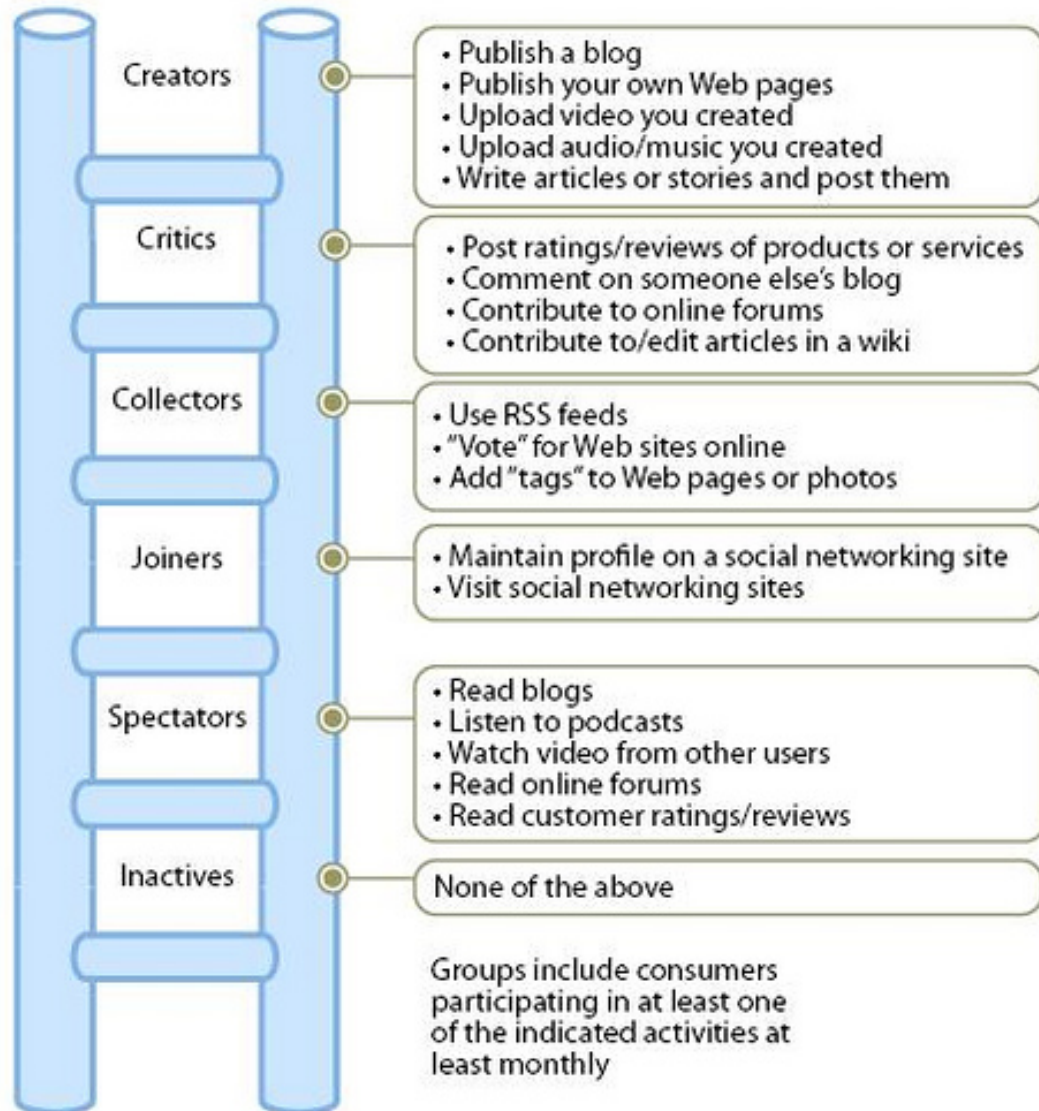 Creators
• Publish a blog
• Publish your own Web pages
• Upload video you created
• Upload audio/music you created
• Write articles or stories and post them
Critics
• Post ratings/reviews of products or services
• Comment on someone else's blog
• Contribute to online forums
• Contribute to/edit articles in a wiki
Collectors
• Use RSS feeds
• "Vote" for Web sites online
• Add "tags" to Web pages or photos
Joiners
• Maintain profile on a social networking site
• Visit social networking sites
Spectators
• Read blogs
• Listen to podcasts
• Watch video from other users
• Read online forums
• Read customer ratings/reviews
Inactives
None of the above
Groups include consumers
participating in at least one
of the indicated activities at
least monthly